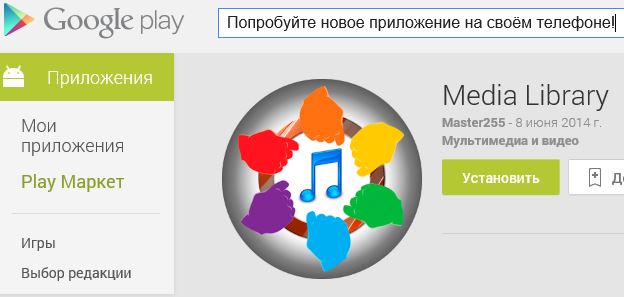 Google play
Попробуйте новое приложение на своём телефоне!
Приложения
Мои
приложения
Play Маркет
Игры
Выбор редакции
Media Library
Master255 - 8 июня 2014 г.
Мультимедиа и видео
Установить